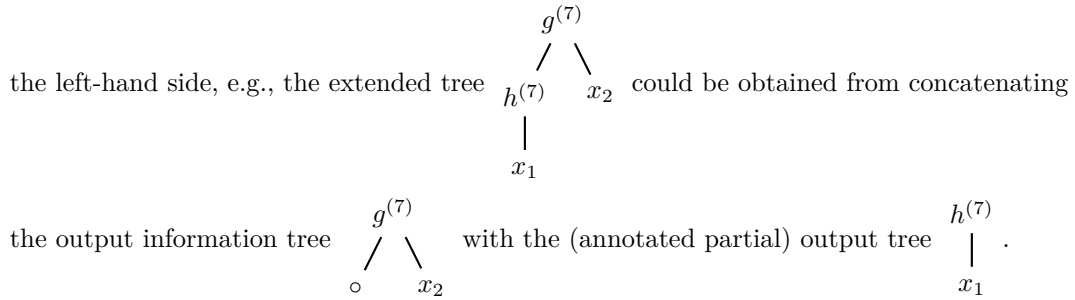 g^{(7)}
the left-hand side, e.g., the extended tree h^{(7)} x_2 could be obtained from concatenating
x_1
g^{(7)} h^{(7)}
the output information tree with the (annotated partial) output tree .
∘ x_2 x_1